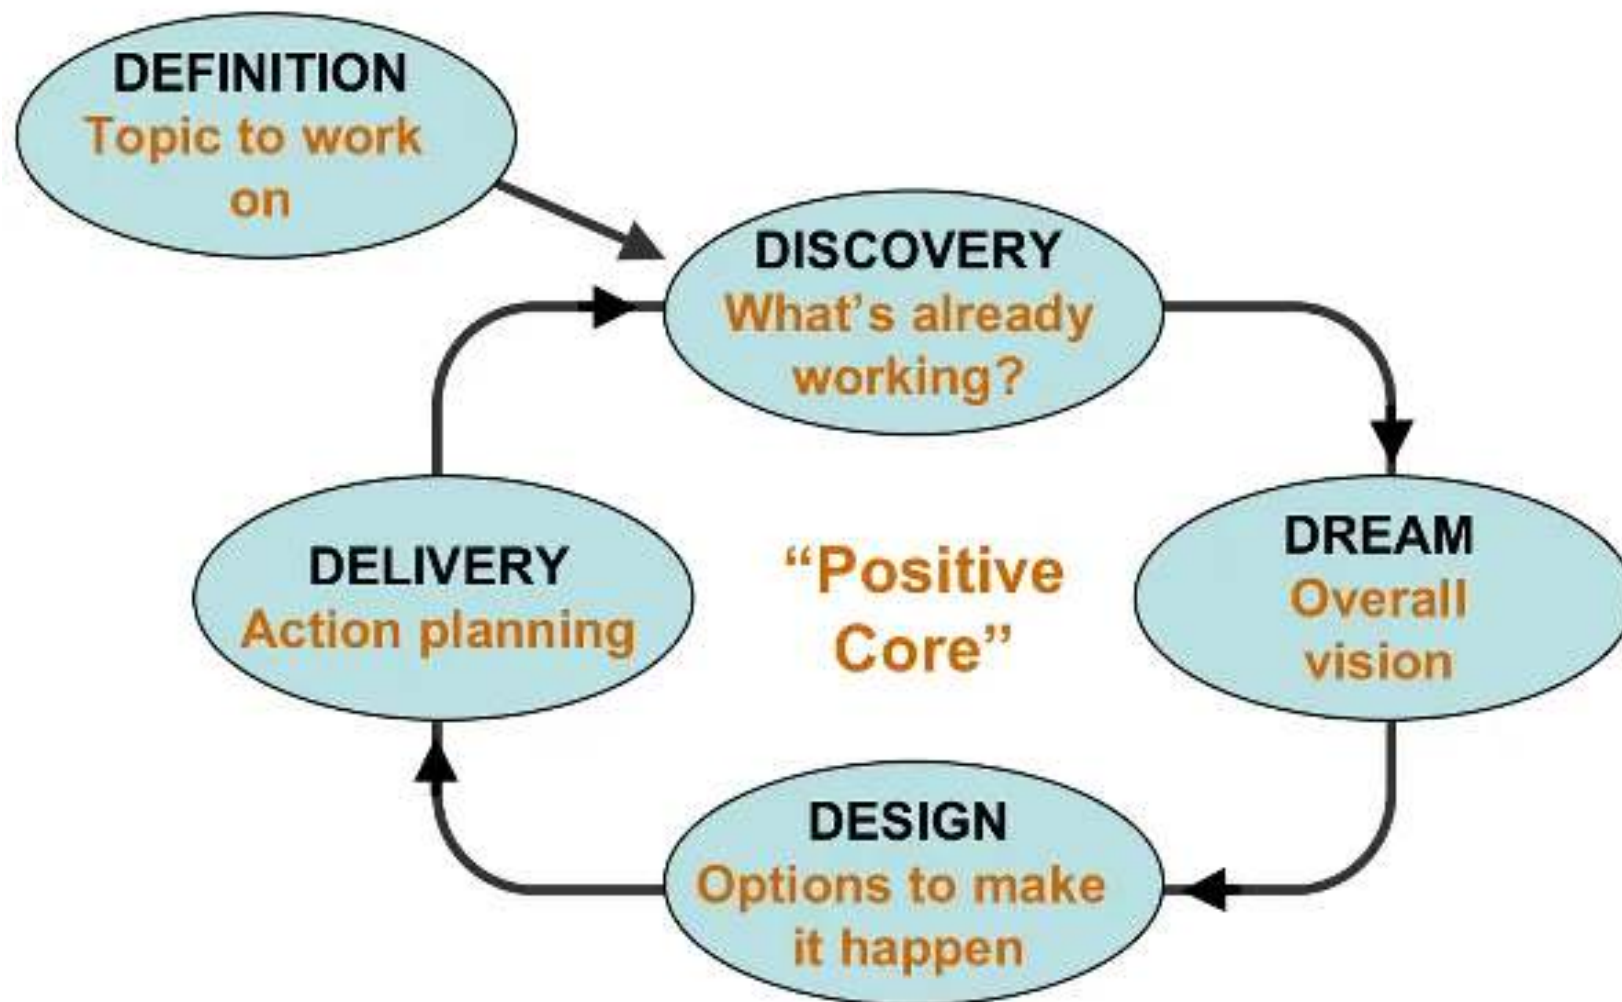 DEFINITION
Topic to work
on
DISCOVERY
What’s already
working?
DREAM
Overall
vision
DESIGN
Options to make
it happen
DELIVERY
Action planning
“Positive
Core”